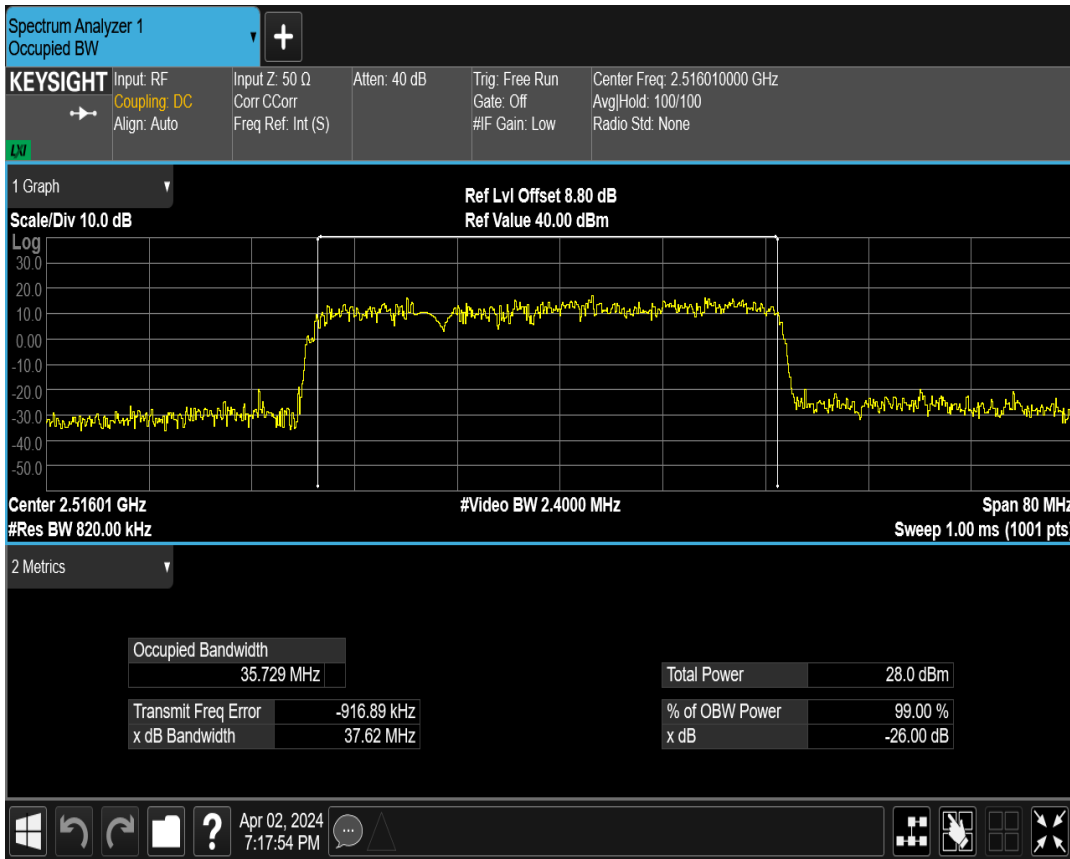 Spectrum Analyzer 1
Occupied BW
KEYSIGHT
LXI
Input: RF
Coupling: DC
Align: Auto
Input Z: 50 Ω
Corr CCorr
Freq Ref: Int (S)
Atten: 40 dB
Trig: Free Run
Gate: Off
#IF Gain: Low
Center Freq: 2.516010000 GHz
Avg|Hold: 100/100
Radio Std: None
1 Graph
Scale/Div 10.0 dB
Ref Lvl Offset 8.80 dB
Ref Value 40.00 dBm
Log
30.0
20.0
10.0
0.00
-10.0
-20.0
-30.0
-40.0
-50.0
Center 2.51601 GHz
#Video BW 2.4000 MHz
Span 80 MHz
#Res BW 820.00 kHz
Sweep 1.00 ms (1001 pts)
2 Metrics
Occupied Bandwidth
35.729 MHz
Transmit Freq Error -916.89 kHz
x dB Bandwidth 37.62 MHz
Total Power 28.0 dBm
% of OBW Power 99.00 %
x dB -26.00 dB
Apr 02, 2024
7:17:54 PM